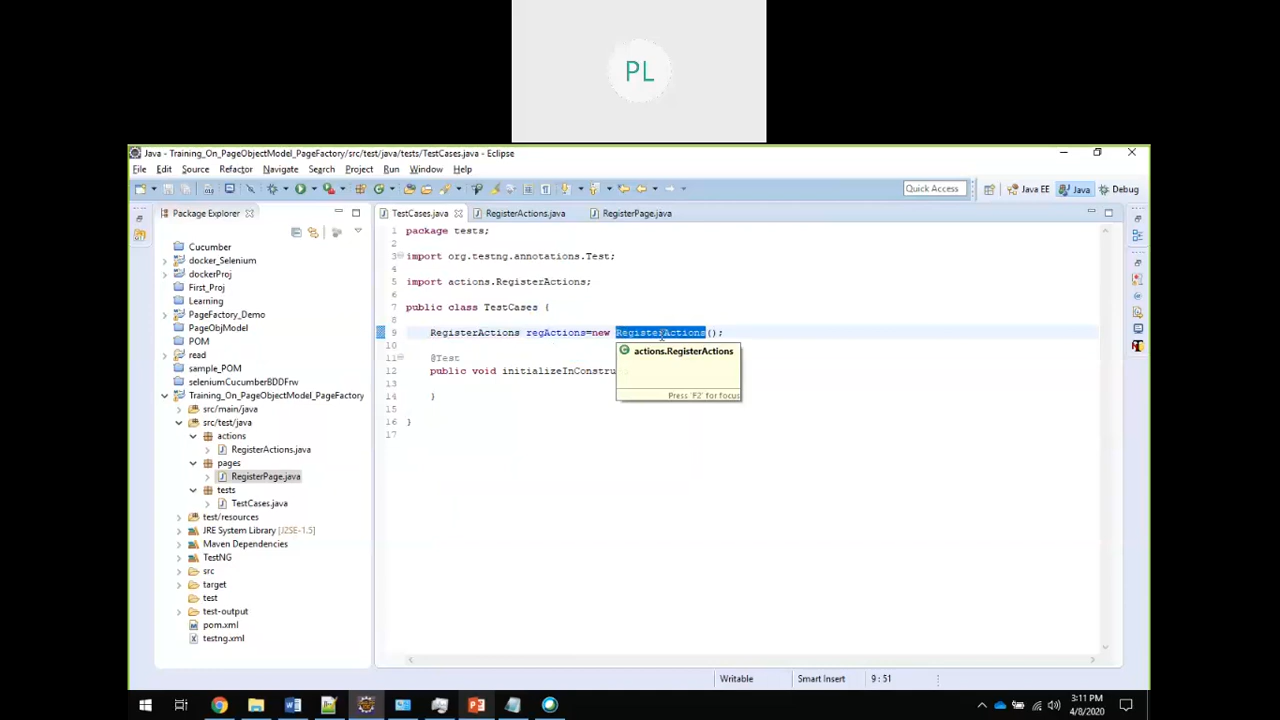 PL
Java - Training_On_PageObjectModel_PageFactory/src/test/java/tests/TestCases.java - Eclipse
File Edit Source Refactor Navigate Search Project Run Window Help
Quick Access
Java EE
Java
Debug
Package Explorer
TestCases.java
RegisterActions.java
RegisterPage.java
Cucumber
docker_Selenium
dockerProj
First_Proj
Learning
PageFactory_Demo
PageObjModel
POM
read
sample_POM
seleniumCucumberBDDFrw
Training_On_PageObjectModel_PageFactory
src/main/java
src/test/java
actions
RegisterActions.java
pages
RegisterPage.java
tests
TestCases.java
test/resources
JRE System Library [J2SE-1.5]
Maven Dependencies
TestNG
src
target
test
test-output
pom.xml
testng.xml
1 package tests;
2
3 import org.testng.annotations.Test;
4
5 import actions.RegisterActions;
6
7 public class TestCases {
8
9 RegisterActions regActions=new RegisterActions();
10
11 @Test
12 public void initializeInConstru
13
14 }
15
16 }
17
actions.RegisterActions
Press 'F2' for focus
Writable
Smart Insert
9 : 51
3:11 PM
4/8/2020